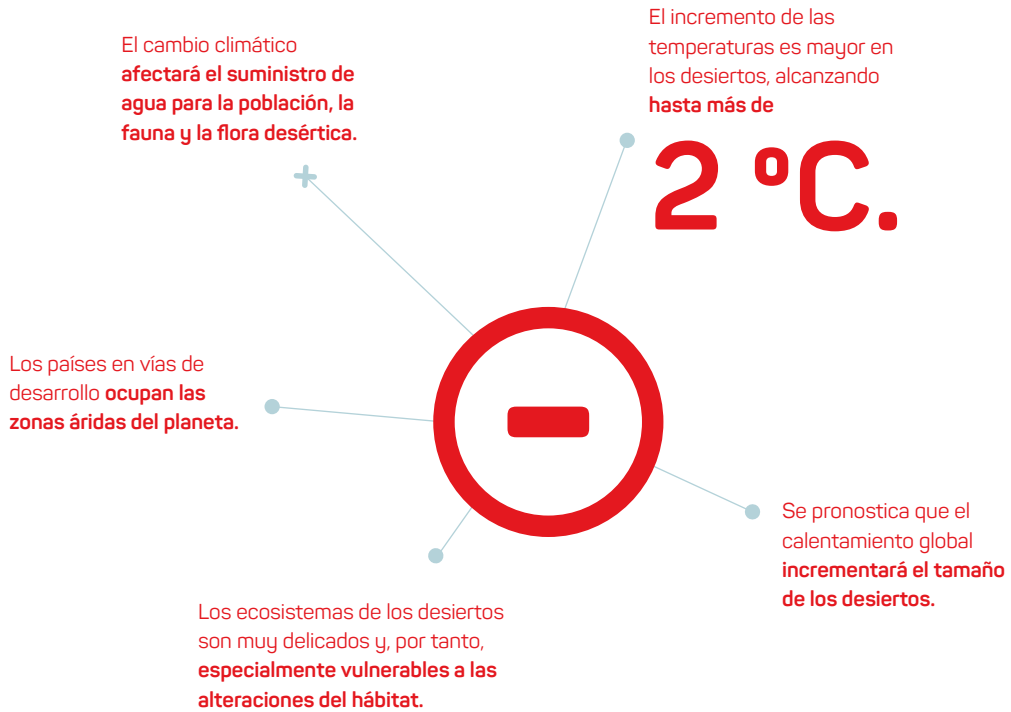 El cambio climático
afectará el suministro de
agua para la población, la
fauna y la flora desértica.
El incremento de las
temperaturas es mayor en
los desiertos, alcanzando
hasta más de
2 ºC.
Los países en vías de
desarrollo ocupan las
zonas áridas del planeta.
Se pronostica que el
calentamiento global
incrementará el tamaño
de los desiertos.
Los ecosistemas de los desiertos
son muy delicados y, por tanto,
especialmente vulnerables a las
alteraciones del hábitat.